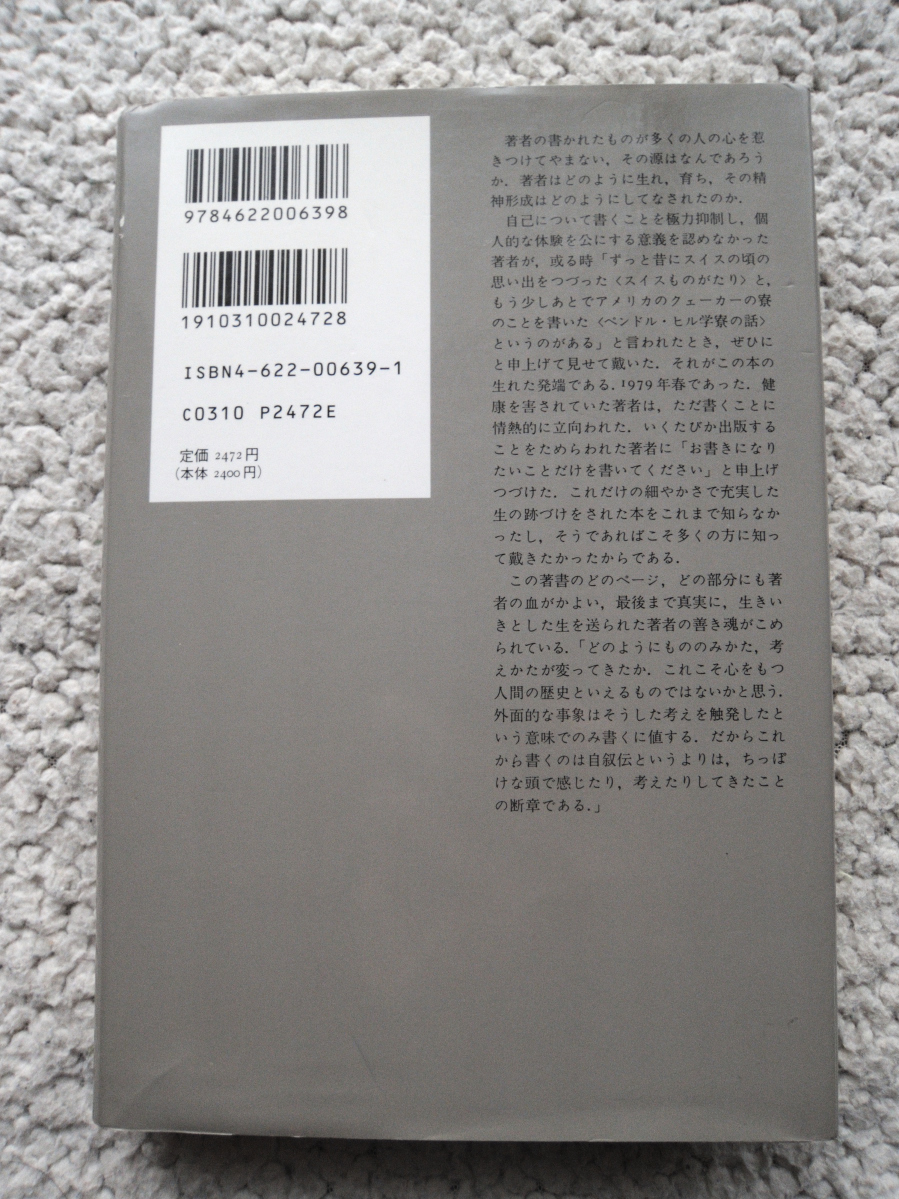 9784622006398
1910310024728
ISBN4-622-00639-1
C0310 P2472E
定価 2472円
(本体 2400円)
著者の書かれたものが多くの人の心を惹
きつけてやまない，その源はなんであろう
か．著者はどのように生れ，育ち，その精
神形成はどのようにしてなされたのか．
自己について書くことを極力抑制し，個
人的な体験を公にする意義を認めなかった
著者が，或る時「ずっと昔にスイスの頃の
思い出をつづった〈スイスものがたり〉と，
もう少しあとでアメリカのクェーカーの寮
のことを書いた〈ペンドル・ヒル学寮の話〉
というのがある」と言われたとき，ぜひに
と申上げて見せて戴いた．それがこの本の
生れた発端である．1979年春であった．健
康を害されていた著者は，ただ書くことに
情熱的に立向われた．いくたびか出版する
ことをためらわれた著者に「お書きになり
たいことだけを書いてください」と申上げ
つづけた．これだけの細やかさで充実した
生の跡づけをされた本をこれまで知らなか
ったし，そうであればこそ多くの方に知っ
て戴きたかったからである．
この著書のどのページ，どの部分にも著
者の血がかよい，最後まで真実に，生きい
きとした生を送られた著者の善き魂がこめ
られている．「どのようにもののみかた，考
えかたが変ってきたか．これこそ心をもつ
人間の歴史といえるものではないかと思う．
外面的な事象はそうした考えを触発したと
いう意味でのみ書くに値する．だからこれ
から書くのは自叙伝というよりは，ちっぽ
けな頭で感じたり，考えたりしてきたこと
の断章である．」